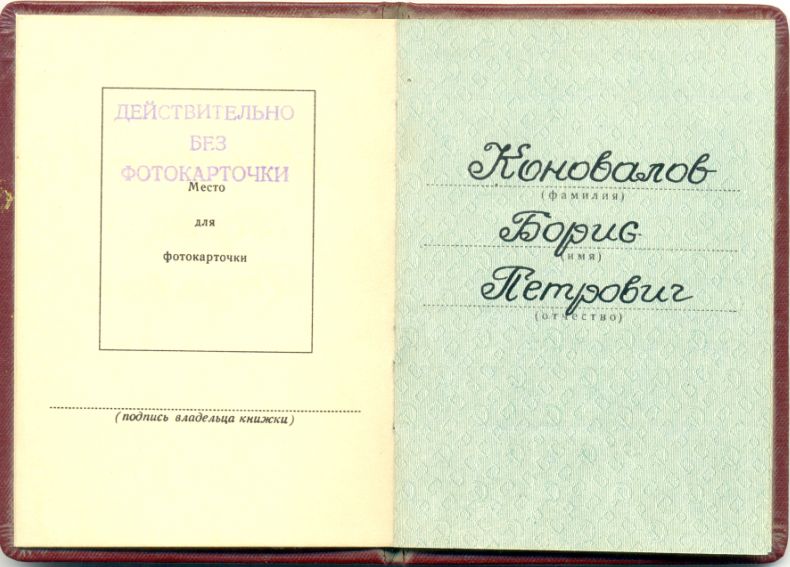 ДЕЙСТВИТЕЛЬНО
БЕЗ
ФОТОКАРТОЧКИ
Место
для
фотокарточки
(подпись владельца книжки)
Коновалов
(фамилия)
Борис
(имя)
Петрович
(отчество)